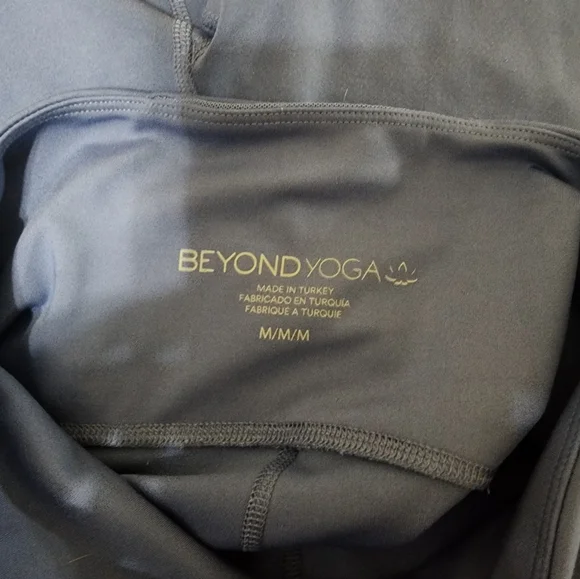 BEYOND YOGA
MADE IN TURKEY
FABRICADO EN TURQUIA
FABRIQUE A TURQUIE
M/M/M